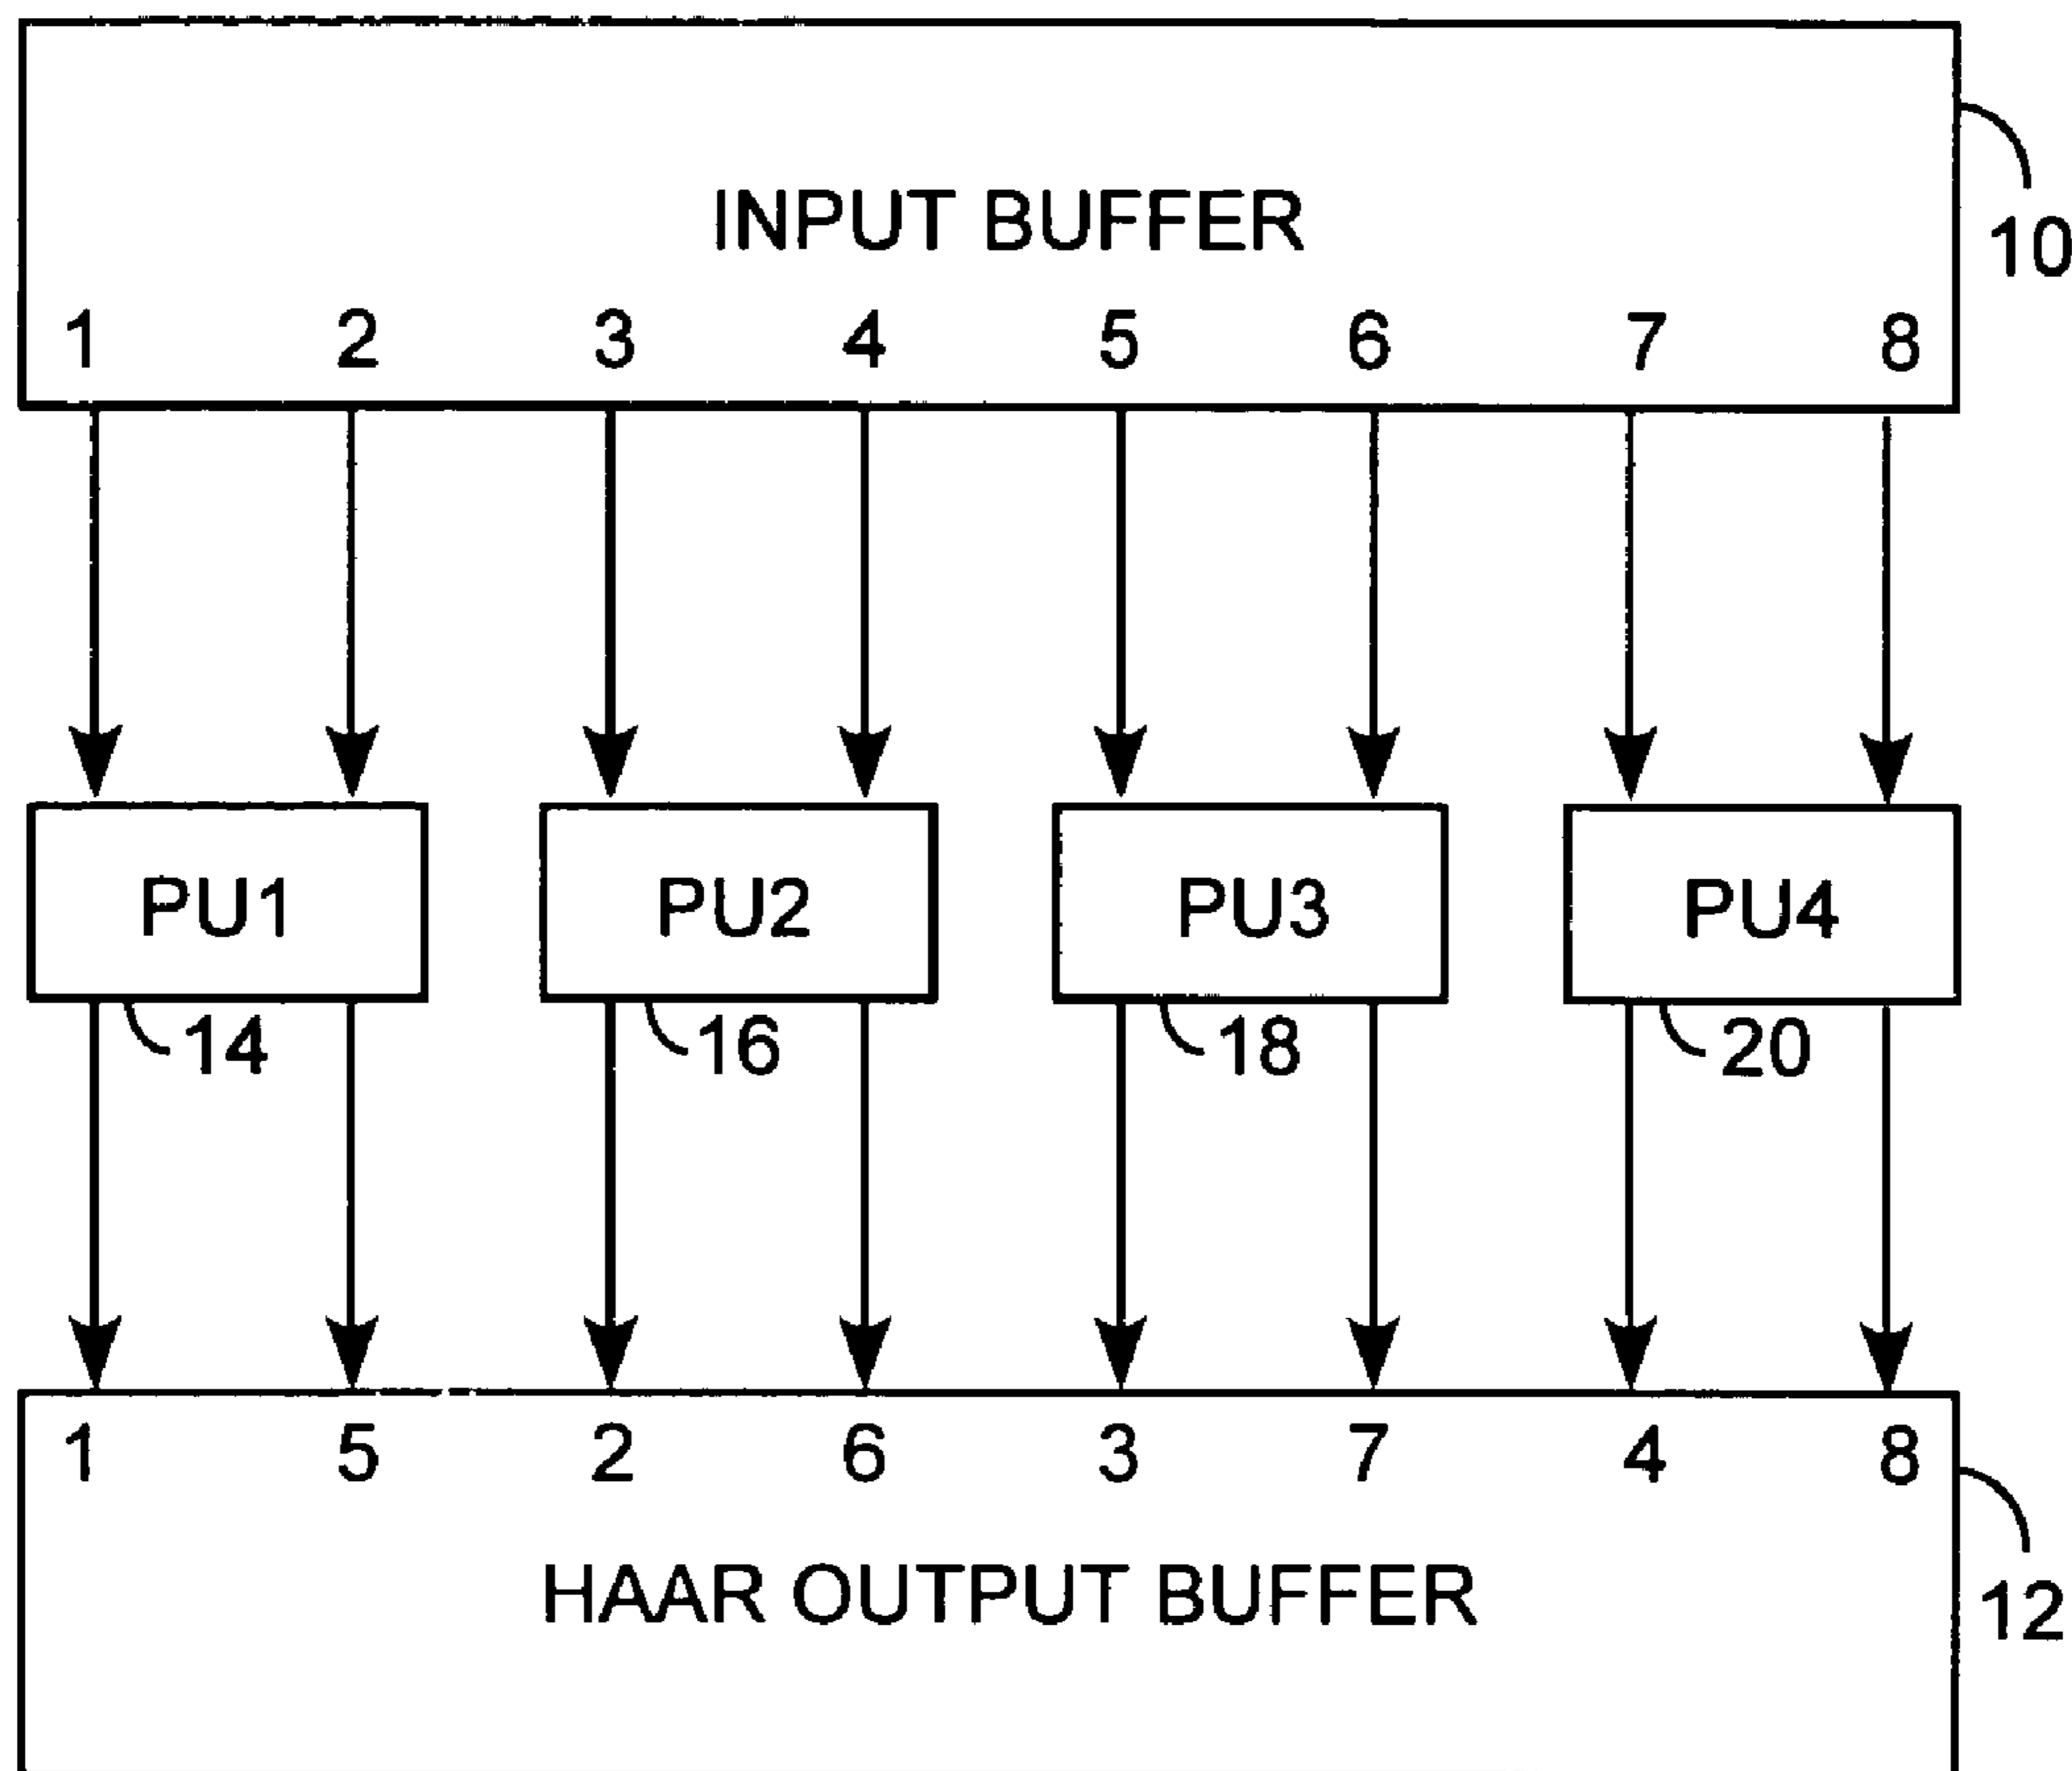 INPUT BUFFER
10
1 2 3 4 5 6 7 8
PU1 PU2 PU3 PU4
14 16 18 20
1 5 2 6 3 7 4 8
HAAR OUTPUT BUFFER
12